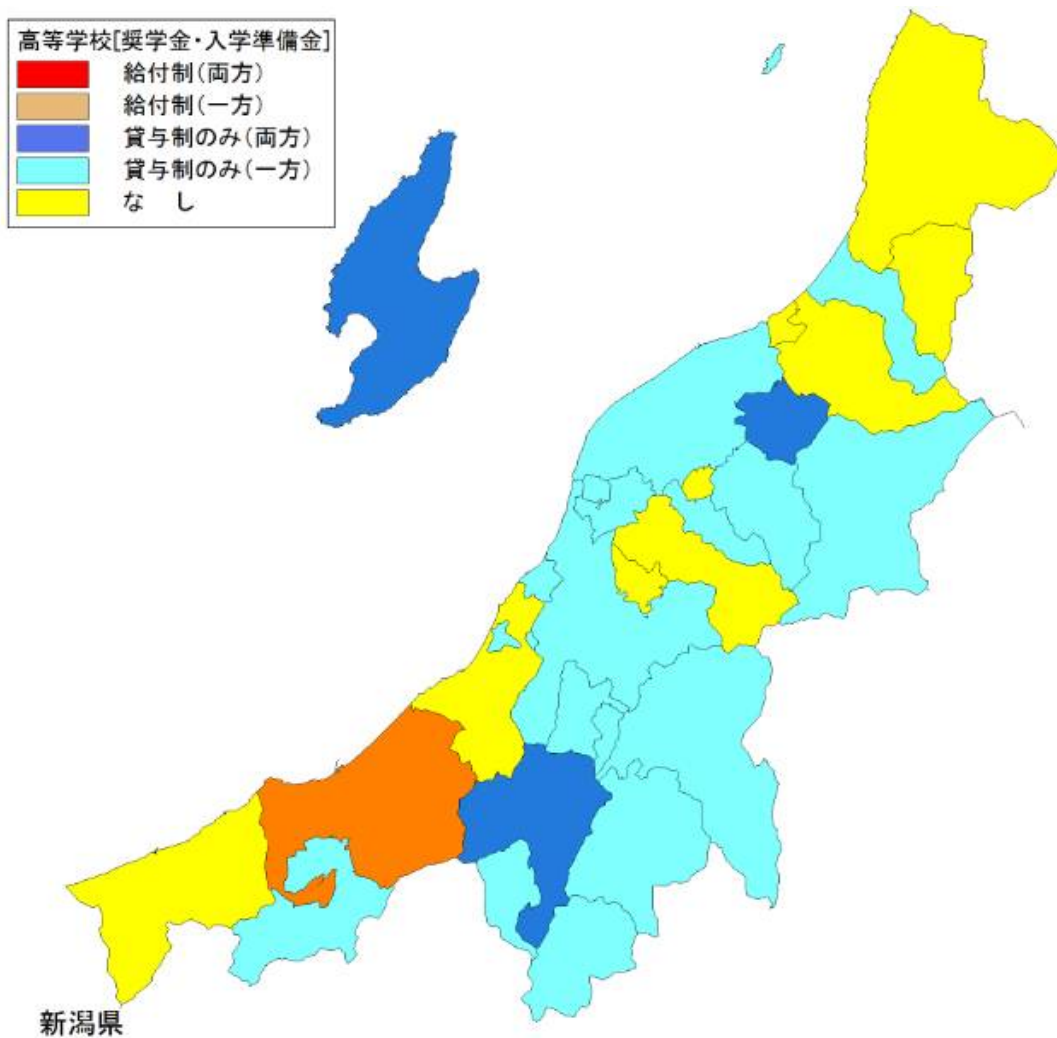 高等学校[奨学金・入学準備金]
給付制(両方)
給付制(一方)
貸与制のみ(両方)
貸与制のみ(一方)
な し
新潟県